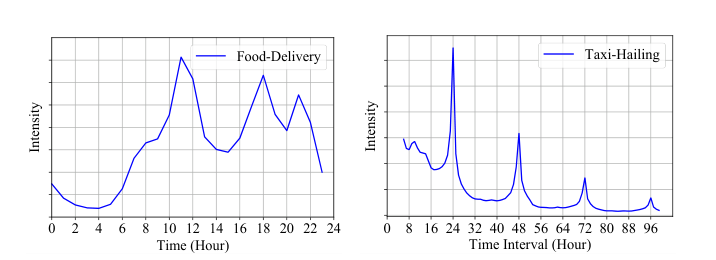 Food-Delivery
Intensity
0 2 4 6 8 10 12 14 16 18 20 22 24
Time (Hour)
Taxi-Hailing
Intensity
0 8 16 24 32 40 48 56 64 72 80 88 96
Time Interval (Hour)